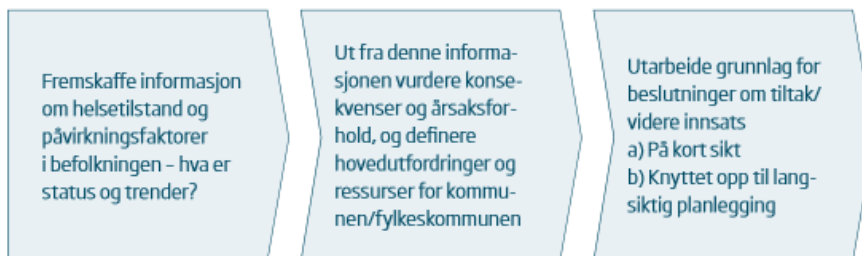 Fremskaffe informasjon
om helsetilstand og
påvirkningsfaktorer
i befolkningen – hva er
status og trender?
Ut fra denne informa-
sjonen vurdere konse-
kvenser og årsaksfor-
hold, og definere
hovedutfordringer og
ressurser for kommu-
nen/fylkeskommunen
Utarbeide grunnlag for
beslutninger om tiltak/
videre innsats
a) På kort sikt
b) Knyttet opp til lang-
siktig planlegging